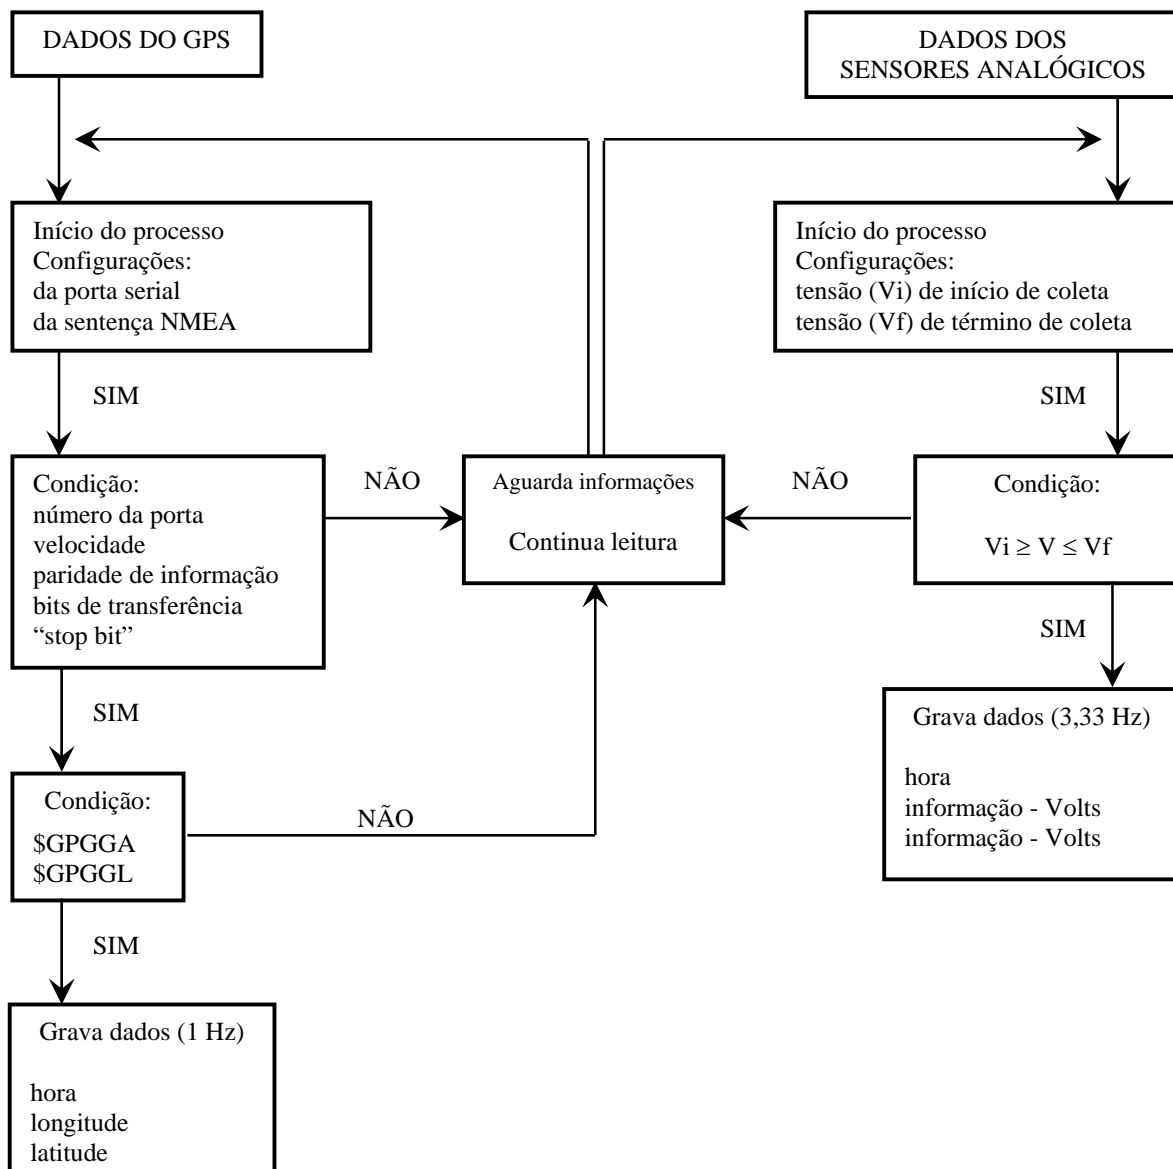 DADOS DO GPS
DADOS DOS
SENSORES ANALÓGICOS
Início do processo
Configurações:
da porta serial
da sentença NMEA
Início do processo
Configurações:
tensão (Vi) de início de coleta
tensão (Vf) de término de coleta
SIM
SIM
Condição:
número da porta
velocidade
paridade de informação
bits de transferência
“stop bit”
NÃO
Aguarda informações
Continua leitura
NÃO
Condição:
Vi ≥ V ≤ Vf
SIM
SIM
Condição:
$GPGGA
$GPGGL
NÃO
Grava dados (3,33 Hz)
hora
informação - Volts
informação - Volts
SIM
Grava dados (1 Hz)
hora
longitude
latitude